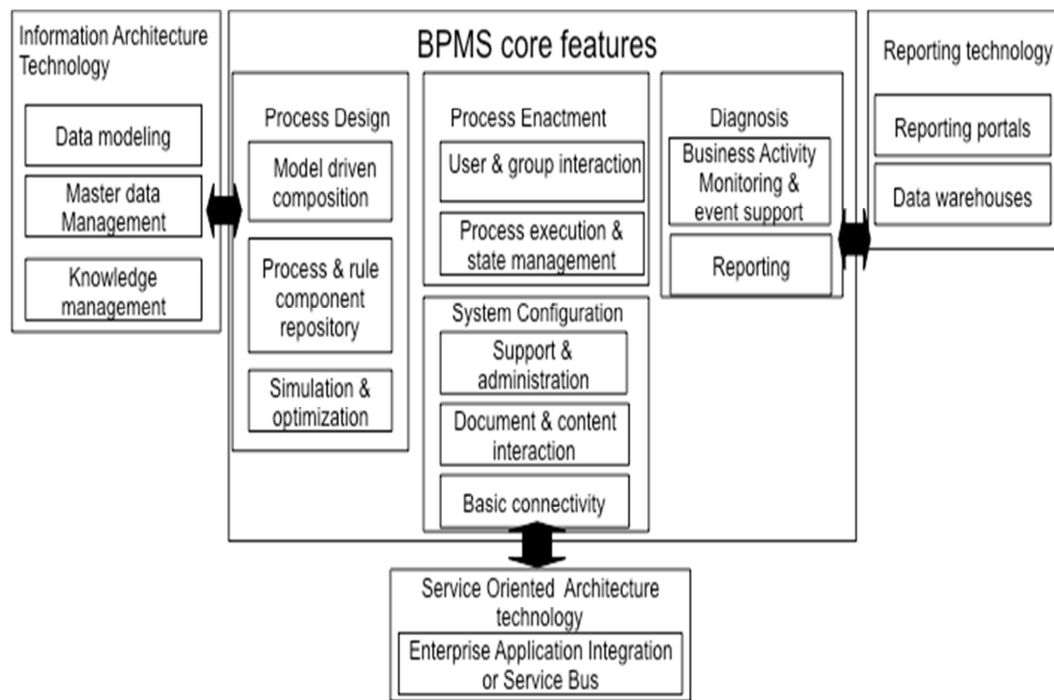 Information Architecture
Technology
Data modeling
Master data
Management
Knowledge
management
BPMS core features
Process Design
Model driven
composition
Process & rule
component
repository
Simulation &
optimization
Process Enactment
User & group interaction
Process execution &
state management
System Configuration
Support &
administration
Document & content
interaction
Basic connectivity
Diagnosis
Business Activity
Monitoring &
event support
Reporting
Reporting technology
Reporting portals
Data warehouses
Service Oriented Architecture
technology
Enterprise Application Integration
or Service Bus